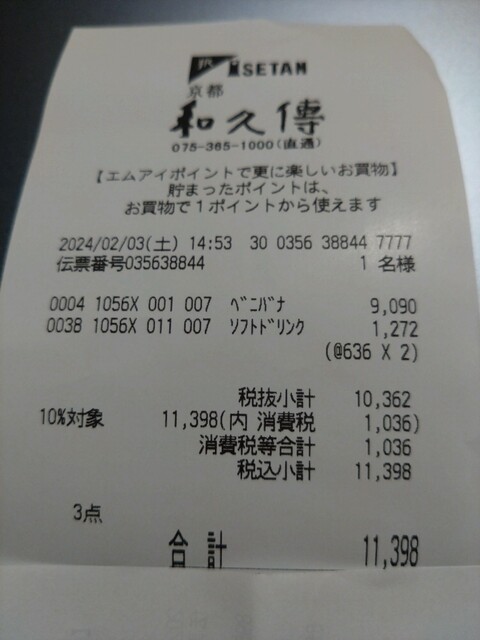 JR ISETAN
京都
和久傳
075-365-1000(直通)
【エムアイポイントで更に楽しいお買物】
貯まったポイントは、
お買物で1ポイントから使えます
2024/02/03(土) 14:53 30 0356 38844 7777
伝票番号035638844 1 名様
0004 1056X 001 007 ﾍﾞﾆﾊﾞﾅ 9,090
0038 1056X 011 007 ｿﾌﾄﾄﾞﾘﾝｸ 1,272
(@636 X 2)
税抜小計 10,362
10%対象 11,398(内 消費税 1,036)
消費税等合計 1,036
税込小計 11,398
3点
合計 11,398